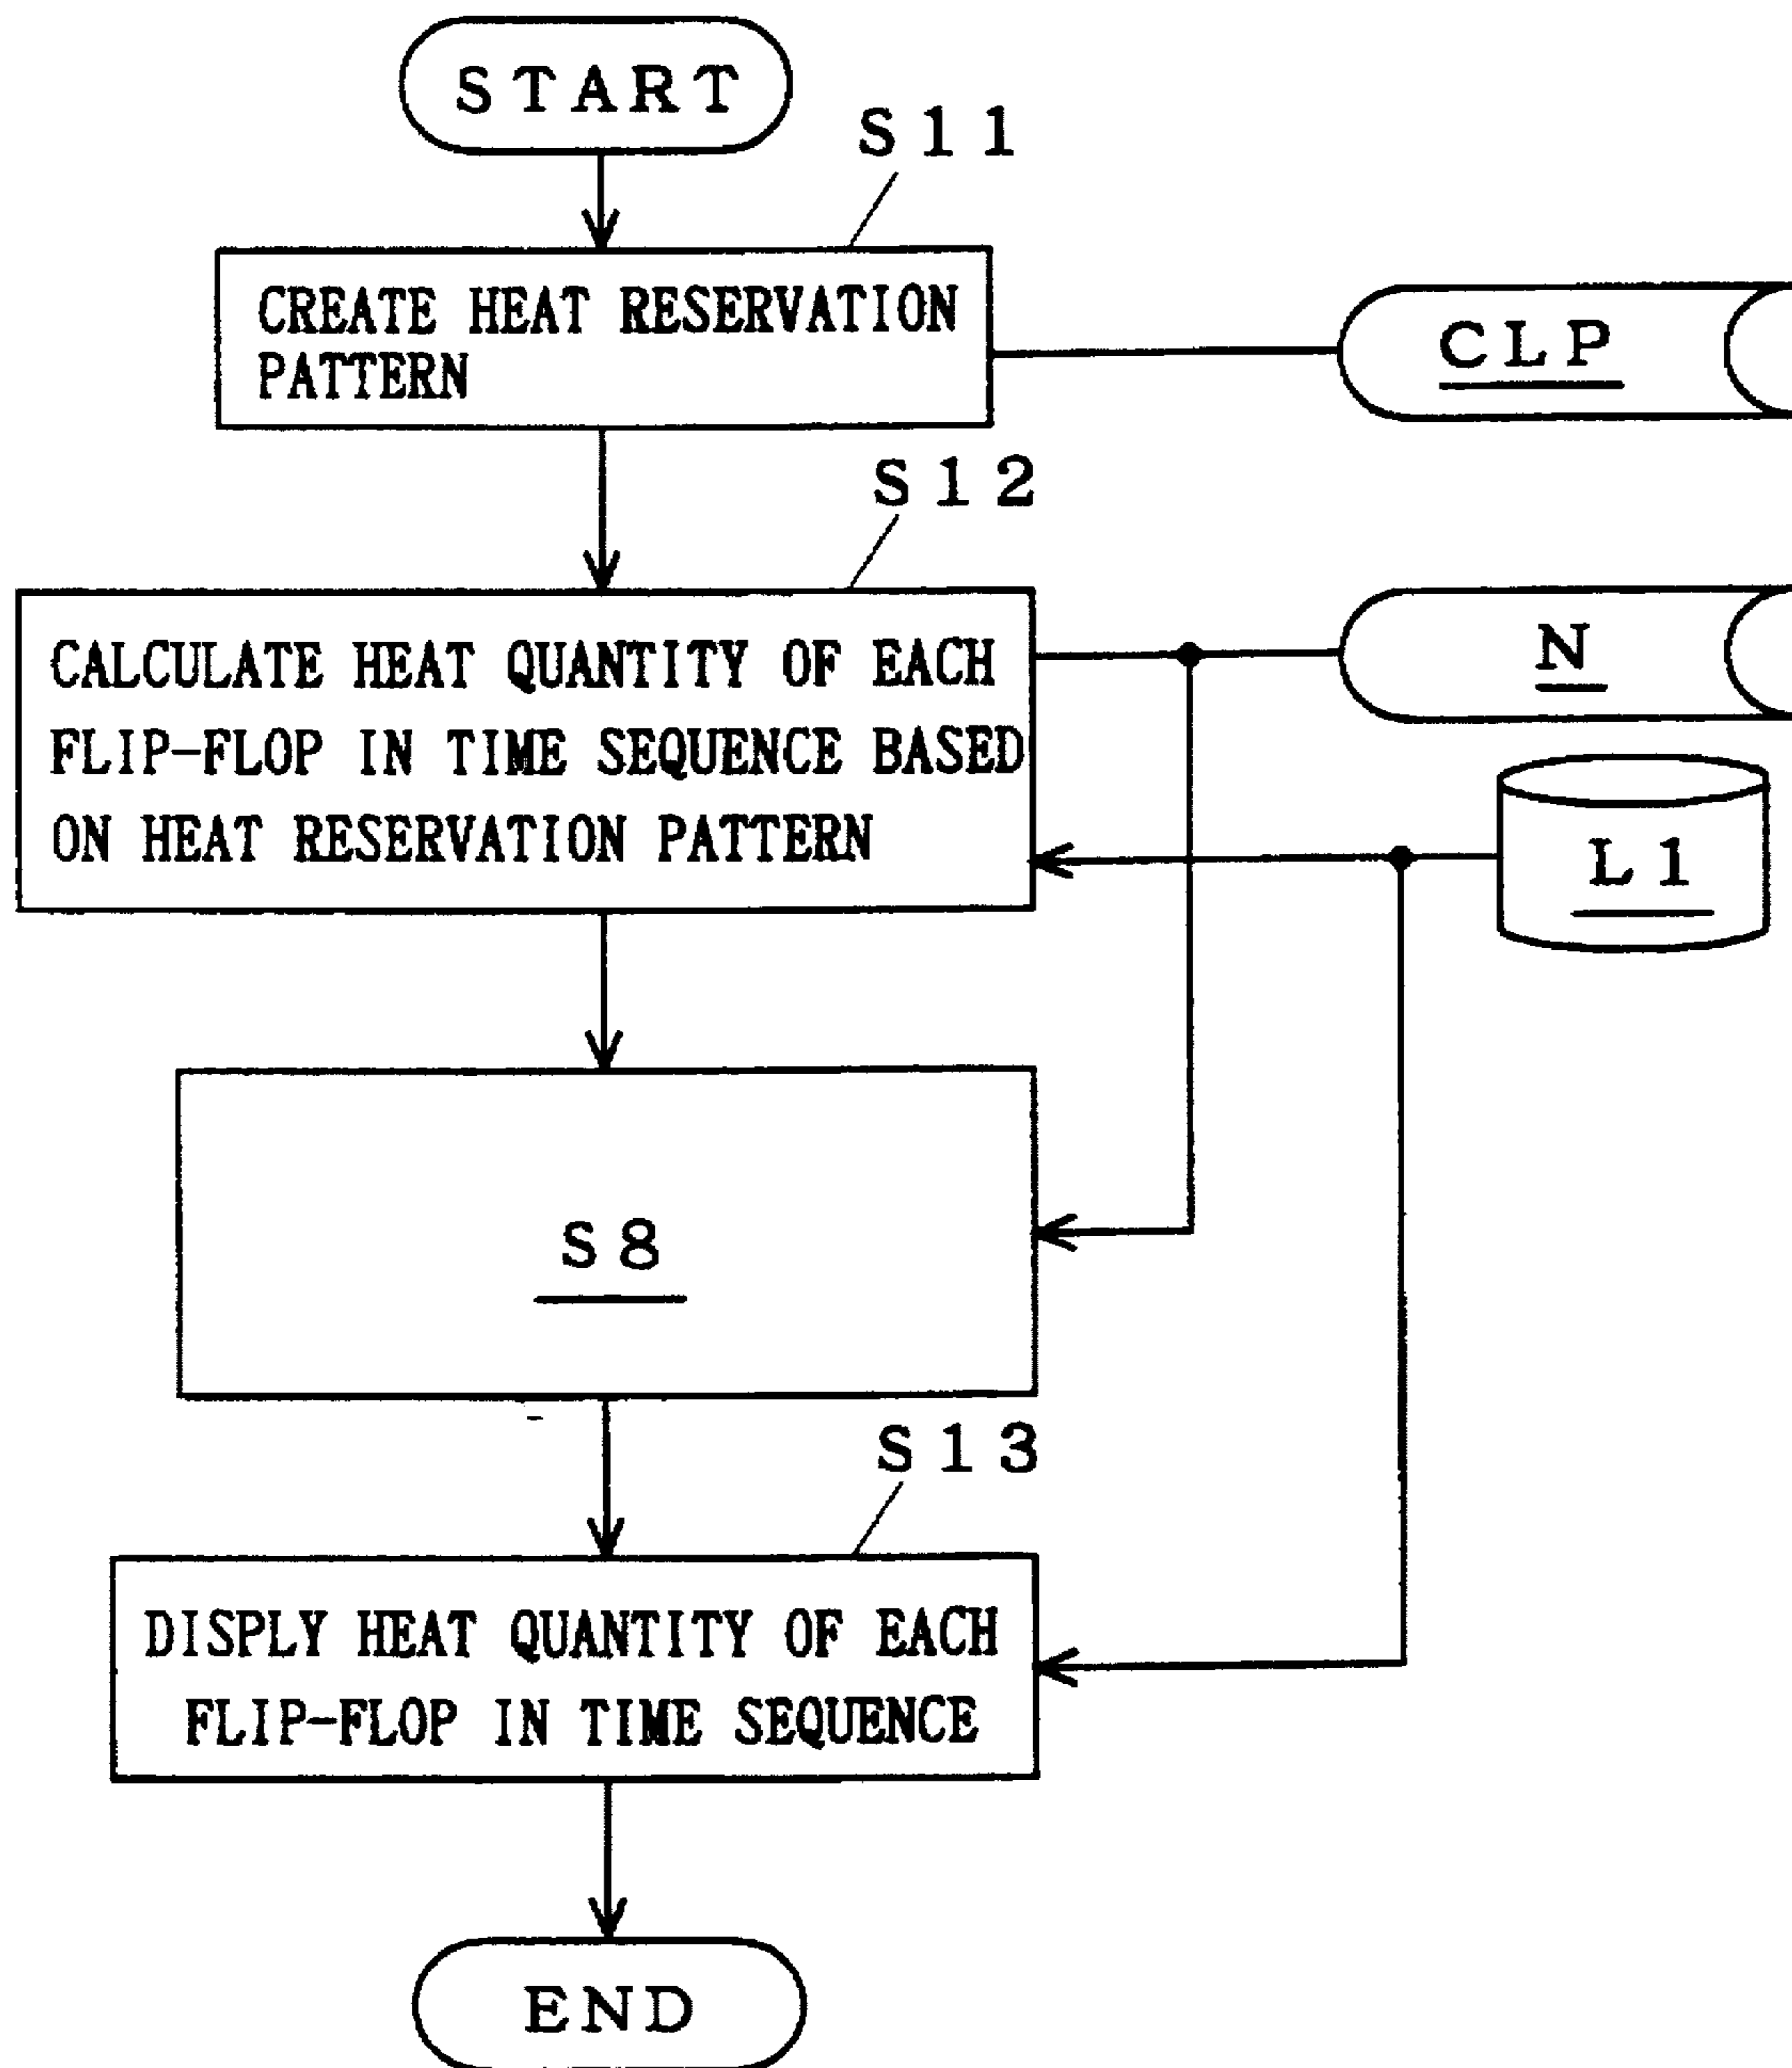 START
S11
CREATE HEAT RESERVATION
PATTERN
CLP
S12
CALCULATE HEAT QUANTITY OF EACH
FLIP-FLOP IN TIME SEQUENCE BASED
ON HEAT RESERVATION PATTERN
N
L1
S8
S13
DISPLY HEAT QUANTITY OF EACH
FLIP-FLOP IN TIME SEQUENCE
END